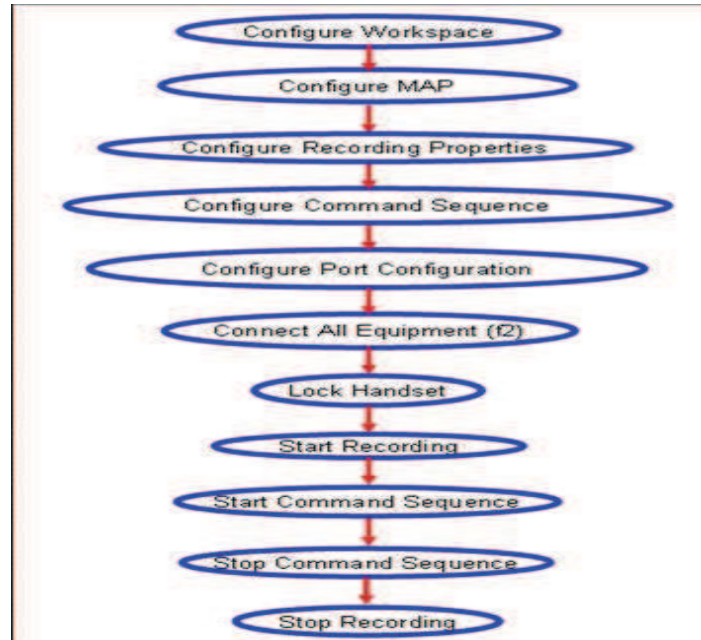 Configure Workspace
Configure MAP
Configure Recording Properties
Configure Command Sequence
Configure Port Configuration
Connect All Equipment (f2)
Lock Handset
Start Recording
Start Command Sequence
Stop Command Sequence
Stop Recording